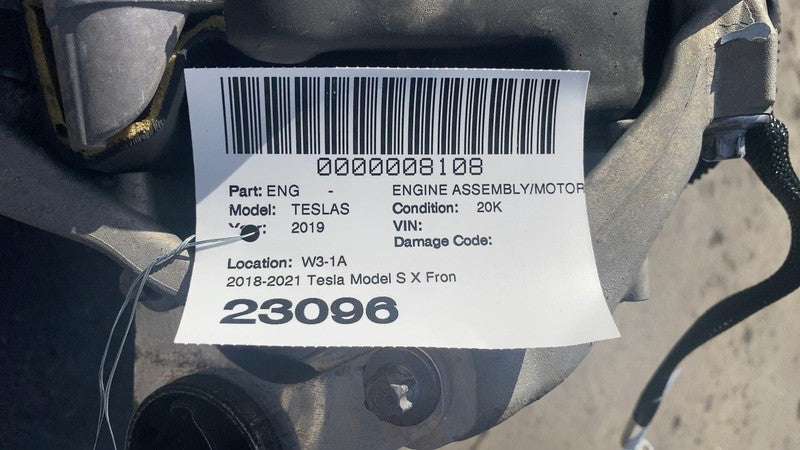 0000008108
Part: ENG - ENGINE ASSEMBLY/MOTOR
Model: TESLAS Condition: 20K
Year: 2019 VIN:
Damage Code:
Location: W3-1A
2018-2021 Tesla Model S X Fron
23096